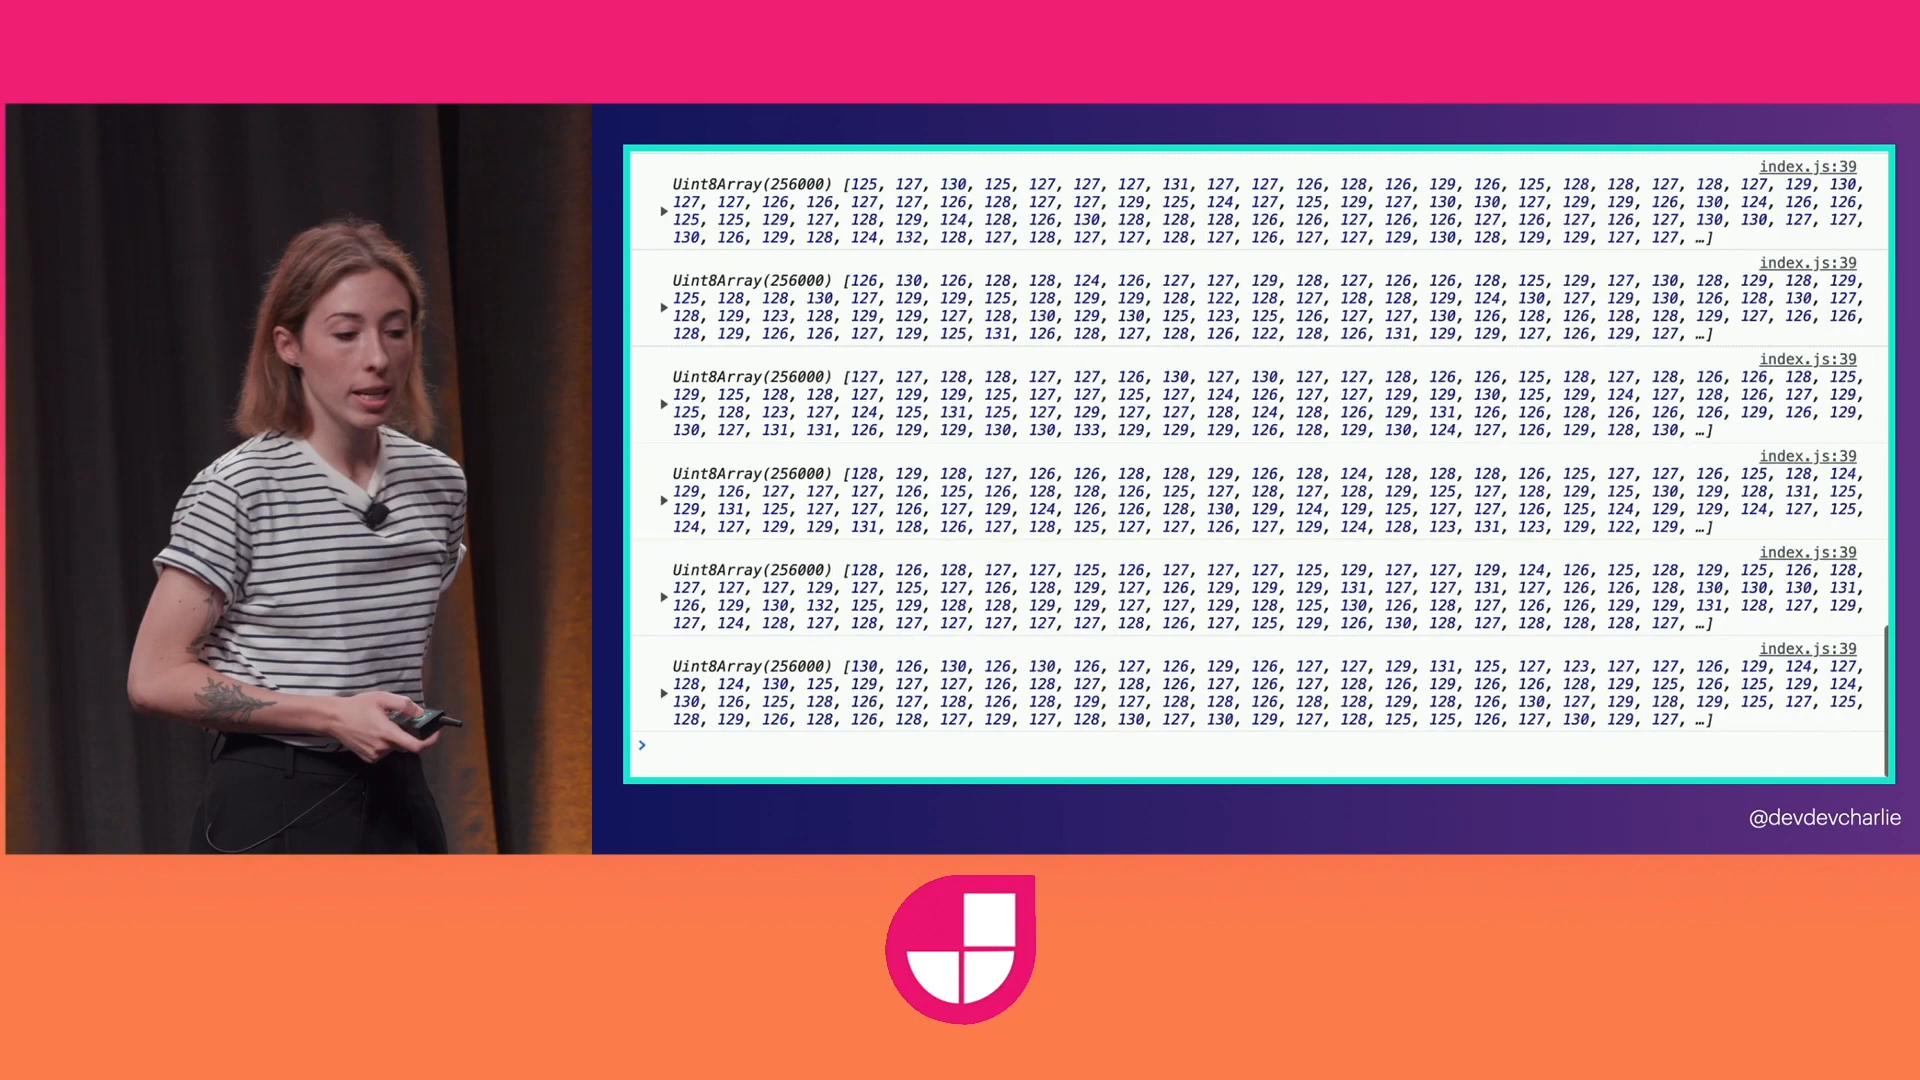 index.js:39
Uint8Array(256000) [125, 127, 130, 125, 127, 127, 127, 131, 127, 127, 126, 128, 126, 129, 126, 125, 128, 128, 127, 128, 127, 129, 130,
127, 127, 126, 126, 127, 127, 126, 128, 127, 127, 129, 125, 124, 127, 125, 129, 127, 130, 130, 127, 129, 129, 126, 130, 124, 126, 126,
125, 125, 129, 127, 128, 129, 124, 128, 126, 130, 128, 128, 128, 126, 126, 127, 126, 126, 127, 126, 127, 126, 127, 130, 130, 127, 127,
130, 126, 129, 128, 124, 132, 128, 127, 128, 127, 127, 128, 127, 126, 127, 127, 129, 130, 128, 129, 129, 127, 127, …]
index.js:39
Uint8Array(256000) [126, 130, 126, 128, 128, 124, 126, 127, 127, 129, 128, 127, 126, 126, 128, 125, 129, 127, 130, 128, 129, 128, 129,
125, 128, 128, 130, 127, 129, 129, 125, 128, 129, 129, 128, 122, 128, 127, 128, 128, 129, 124, 130, 127, 129, 130, 126, 128, 130, 127,
128, 129, 123, 128, 129, 129, 127, 128, 130, 129, 130, 125, 123, 125, 126, 127, 127, 130, 126, 128, 126, 128, 128, 129, 127, 126, 126,
128, 129, 126, 126, 127, 129, 125, 131, 126, 128, 127, 128, 126, 122, 128, 126, 131, 129, 129, 127, 126, 129, 127, …]
index.js:39
Uint8Array(256000) [127, 127, 128, 128, 127, 127, 126, 130, 127, 130, 127, 127, 128, 126, 126, 125, 128, 127, 128, 126, 126, 128, 125,
129, 125, 128, 128, 127, 129, 129, 125, 127, 127, 125, 127, 124, 126, 127, 127, 129, 129, 130, 125, 129, 124, 127, 128, 126, 127, 129,
125, 128, 123, 127, 124, 125, 131, 125, 127, 129, 127, 127, 128, 124, 128, 126, 129, 131, 126, 126, 128, 126, 126, 126, 129, 126, 129,
130, 127, 131, 131, 126, 129, 129, 130, 130, 133, 129, 129, 129, 126, 128, 129, 130, 124, 127, 126, 129, 128, 130, …]
index.js:39
Uint8Array(256000) [128, 129, 128, 127, 126, 126, 128, 128, 129, 126, 128, 124, 128, 128, 128, 126, 125, 127, 127, 126, 125, 128, 124,
129, 126, 127, 127, 127, 126, 125, 126, 128, 128, 126, 125, 127, 128, 127, 128, 129, 125, 127, 128, 129, 125, 130, 129, 128, 131, 125,
129, 131, 125, 127, 127, 126, 127, 129, 124, 126, 126, 128, 130, 129, 124, 129, 125, 127, 127, 126, 125, 124, 129, 129, 124, 127, 125,
124, 127, 129, 129, 131, 128, 126, 127, 128, 125, 127, 127, 126, 127, 129, 124, 128, 123, 131, 123, 129, 122, 129, …]
index.js:39
Uint8Array(256000) [128, 126, 128, 127, 127, 125, 126, 127, 127, 127, 125, 129, 127, 127, 129, 124, 126, 125, 128, 129, 125, 126, 128,
127, 127, 127, 129, 127, 125, 127, 126, 128, 129, 127, 126, 129, 129, 129, 131, 127, 127, 131, 127, 126, 126, 128, 130, 130, 130, 131,
126, 129, 130, 132, 125, 129, 128, 128, 129, 129, 127, 127, 129, 128, 125, 130, 126, 128, 127, 126, 126, 129, 129, 131, 128, 127, 129,
127, 124, 128, 127, 128, 127, 127, 127, 127, 127, 128, 126, 127, 125, 129, 126, 130, 128, 127, 128, 128, 128, 127, …]
index.js:39
Uint8Array(256000) [130, 126, 130, 126, 130, 126, 127, 126, 129, 126, 127, 127, 129, 131, 125, 127, 123, 127, 127, 126, 129, 124, 127,
128, 124, 130, 125, 129, 127, 127, 126, 128, 127, 128, 126, 127, 126, 127, 128, 126, 129, 126, 126, 128, 129, 125, 126, 125, 129, 124,
130, 126, 125, 128, 126, 127, 128, 126, 128, 129, 127, 128, 128, 126, 128, 129, 128, 126, 130, 127, 129, 128, 129, 125, 127, 125,
128, 129, 126, 128, 126, 128, 127, 129, 127, 128, 130, 127, 130, 129, 127, 128, 125, 125, 126, 127, 130, 129, 127, …]
@devdevcharlie